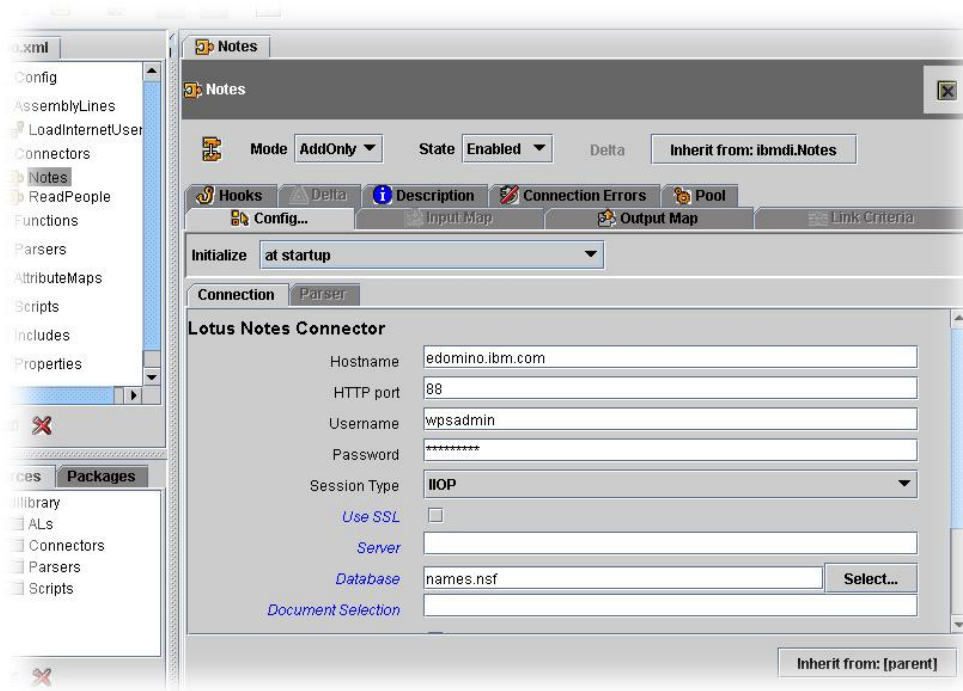 .xml
Notes
Config
Notes
AssemblyLines
LoadInternetUser
Connectors
Mode AddOnly State Enabled Delta Inherit from: ibmdi.Notes
Notes
ReadPeople
Hooks Delta Description Connection Errors Pool
Functions
Config... Input Map Output Map Link Criteria
Parsers
Initialize at startup
AttributeMaps
Connection Parser
Scripts
Lotus Notes Connector
Includes
Hostname edomino.ibm.com
Properties
HTTP port 88
Username wpsadmin
Password *********
Packages
Session Type IIOP
library
ALs
Use SSL
Connectors
Server
Parsers
Database names.nsf Select...
Scripts
Document Selection
Inherit from: [parent]